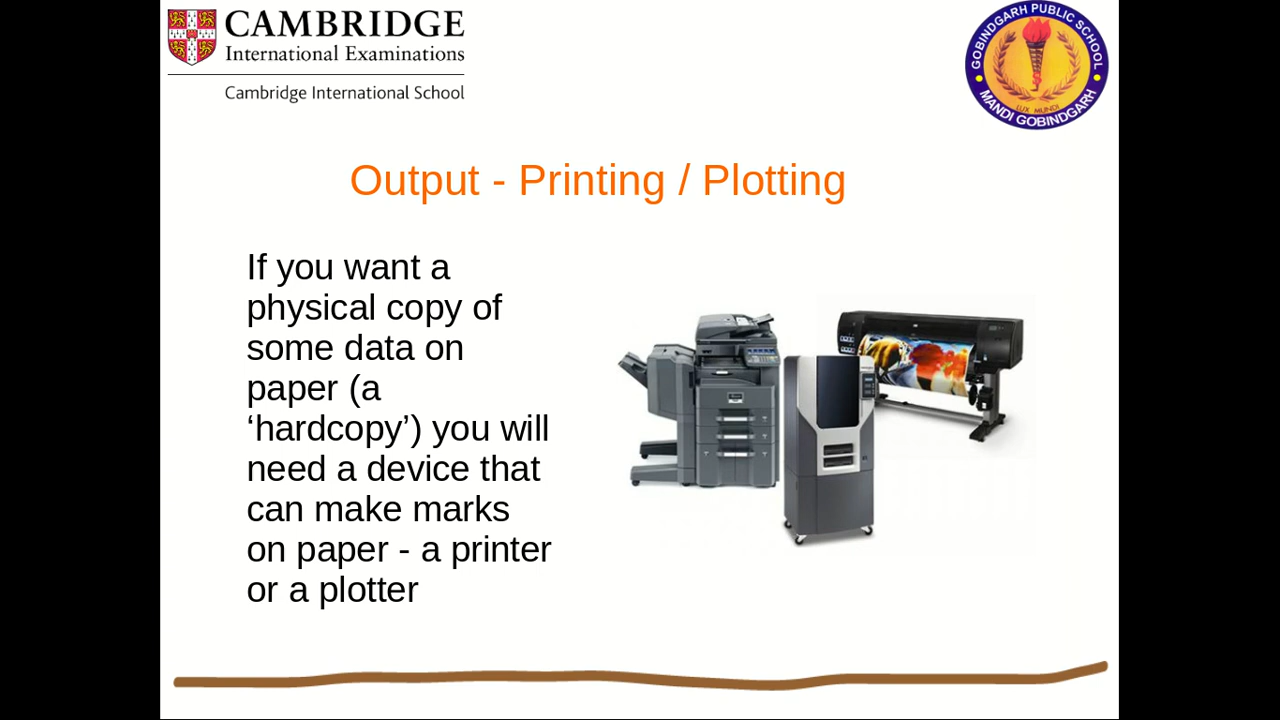 CAMBRIDGE
International Examinations
Cambridge International School
GOBINDGARH PUBLIC SCHOOL
LUX MUNDI
MANDI GOBINDGARH
Output - Printing / Plotting
If you want a
physical copy of
some data on
paper (a
‘hardcopy’) you will
need a device that
can make marks
on paper - a printer
or a plotter